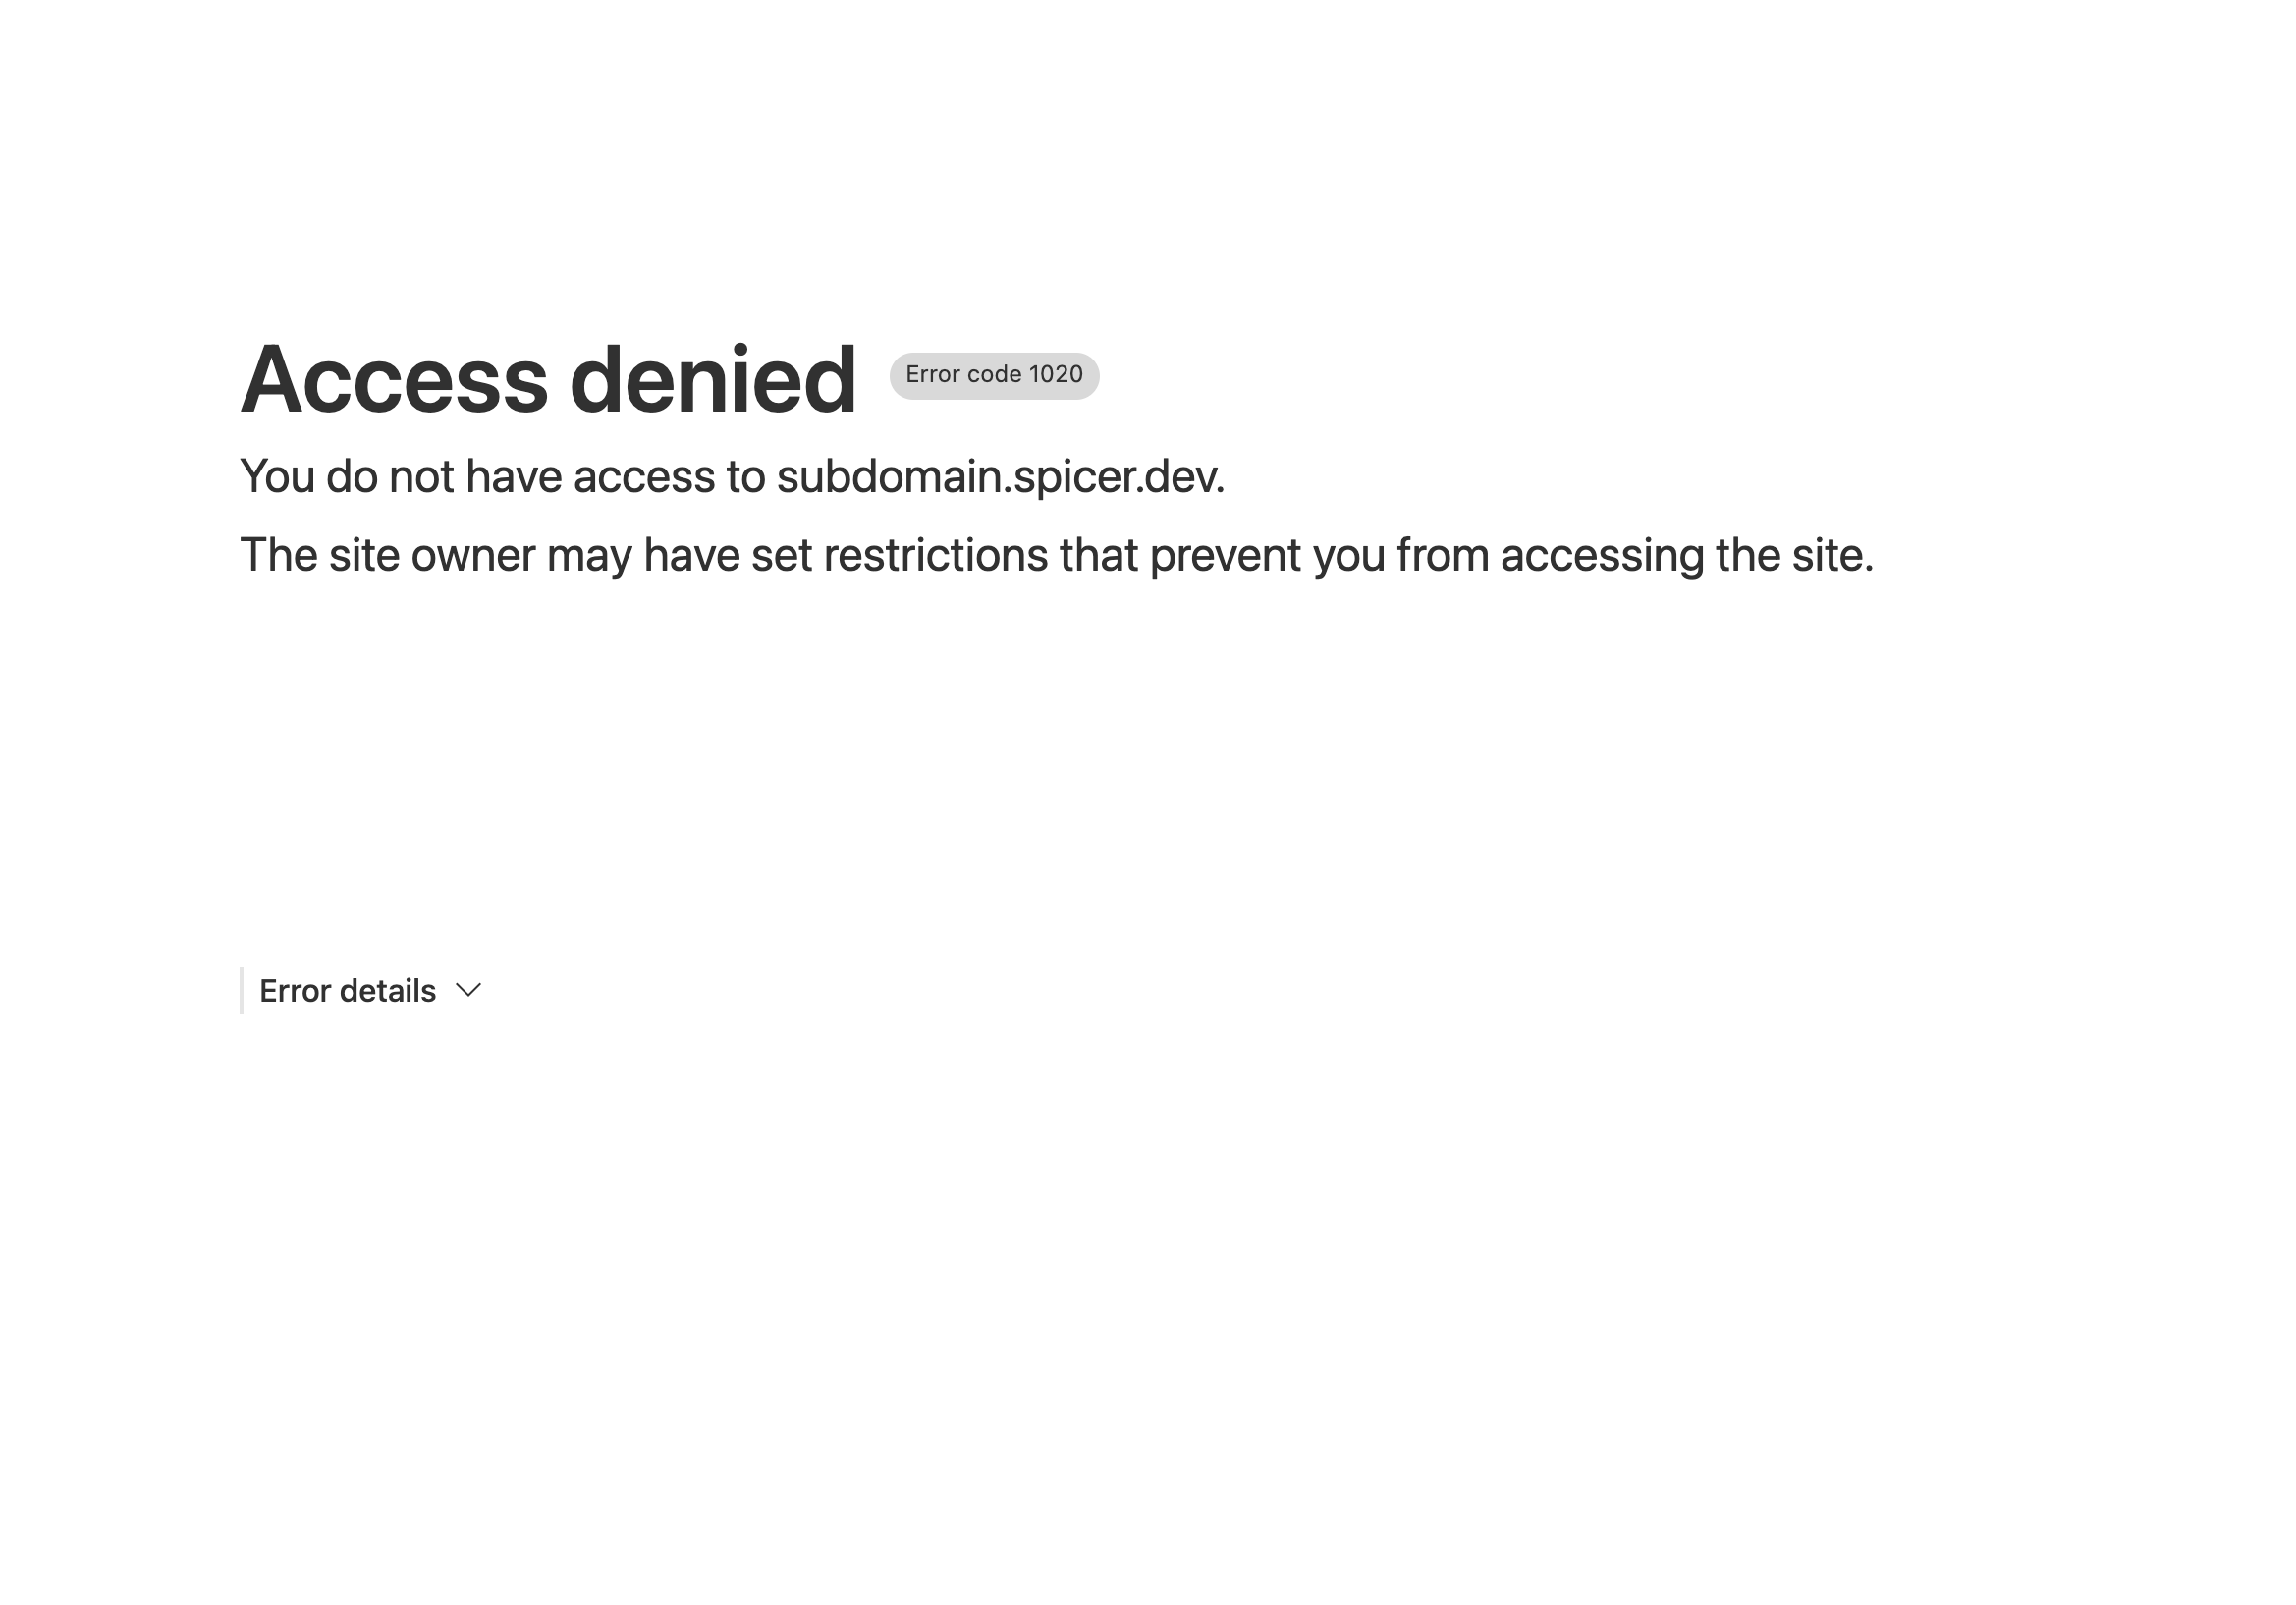 Access denied Error code 1020
You do not have access to subdomain.spicer.dev.
The site owner may have set restrictions that prevent you from accessing the site.
Error details